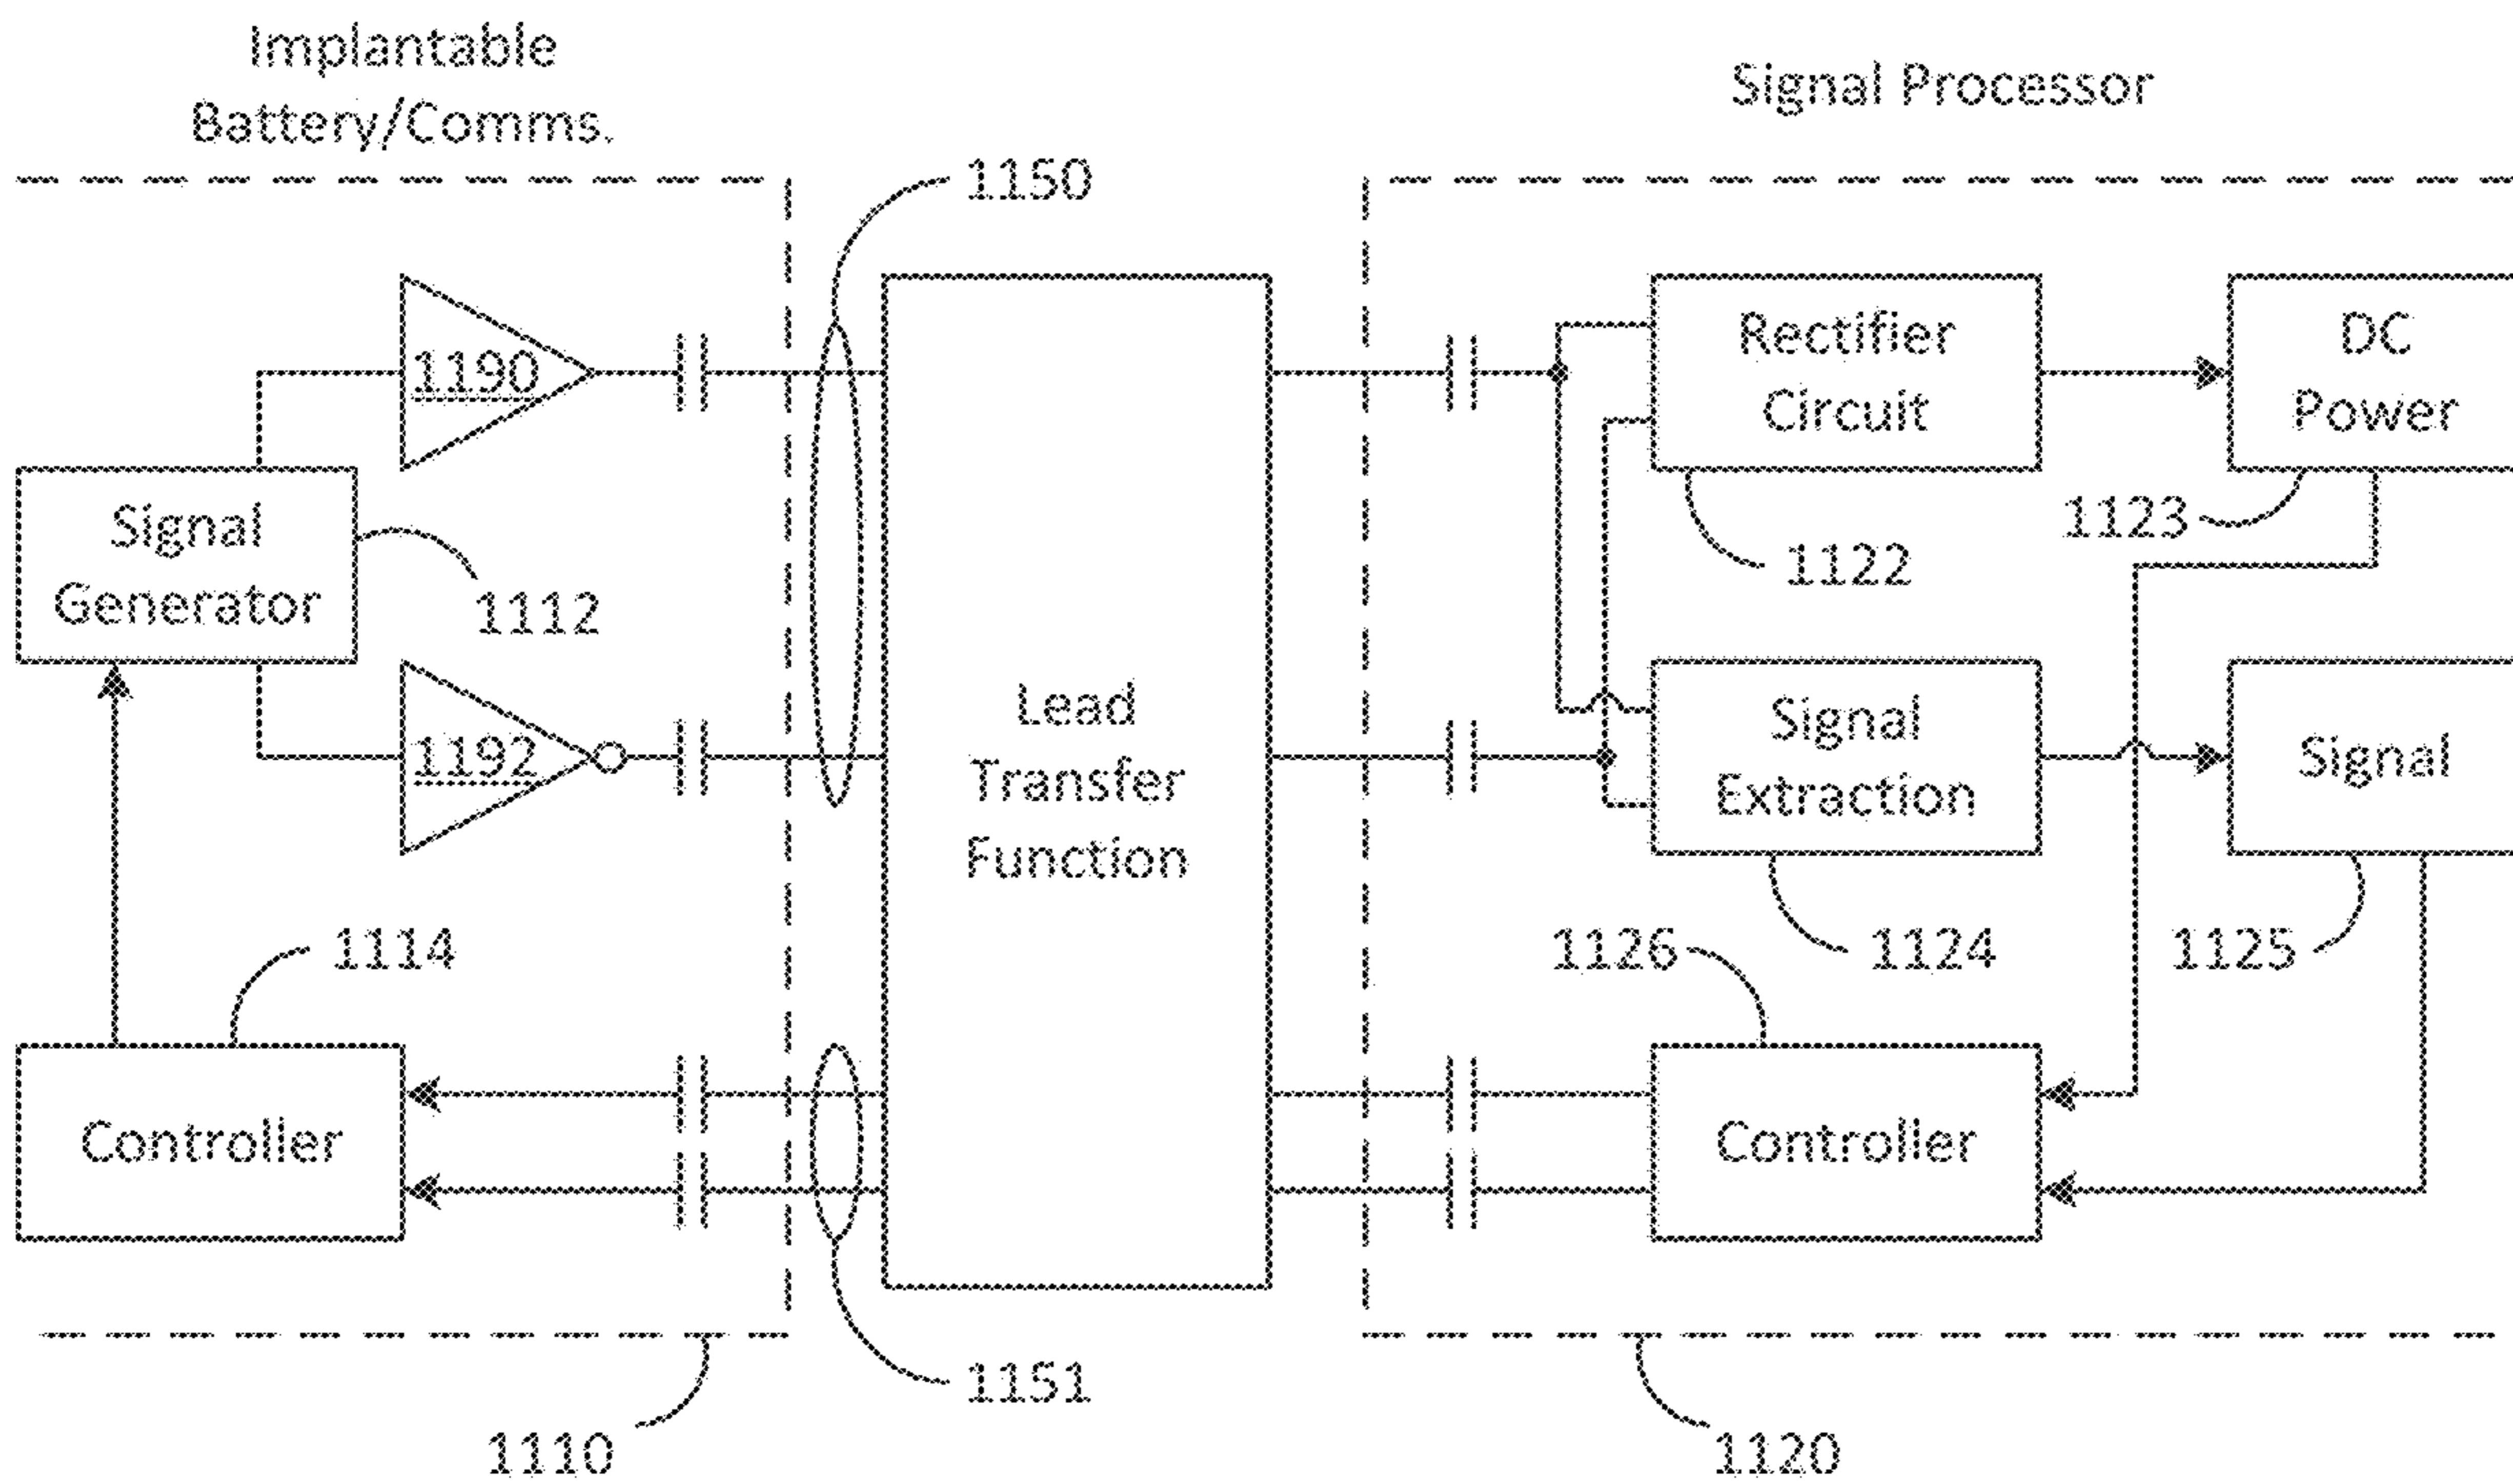 Implantable
Battery/Comms.
Signal Processor
1150
1190
Rectifier
Circuit
DC
Power
1123
1122
Signal
Generator
1112
1192
Lead
Transfer
Function
Signal
Extraction
Signal
1114
1126
1124
1125
Controller
Controller
1151
1110
1120